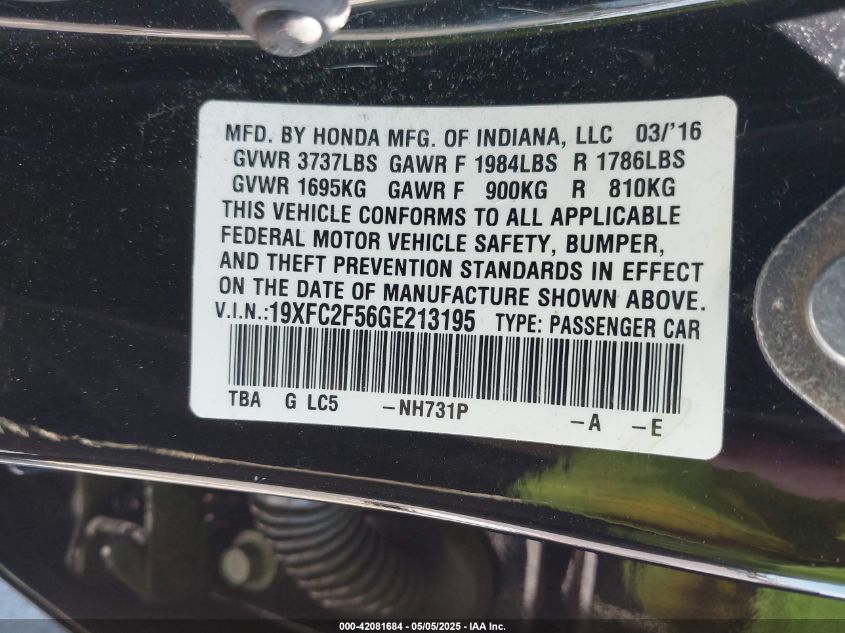 MFD. BY HONDA MFG. OF INDIANA, LLC 03/'16
GVWR 3737LBS GAWR F 1984LBS R 1786LBS
GVWR 1695KG GAWR F 900KG R 810KG
THIS VEHICLE CONFORMS TO ALL APPLICABLE
FEDERAL MOTOR VEHICLE SAFETY, BUMPER,
AND THEFT PREVENTION STANDARDS IN EFFECT
ON THE DATE OF MANUFACTURE SHOWN ABOVE.
V.I.N.:19XFC2F56GE213195 TYPE: PASSENGER CAR
TBA G LC5 -NH731P -A -E
000-42081684 - 05/05/2025 - IAA Inc.